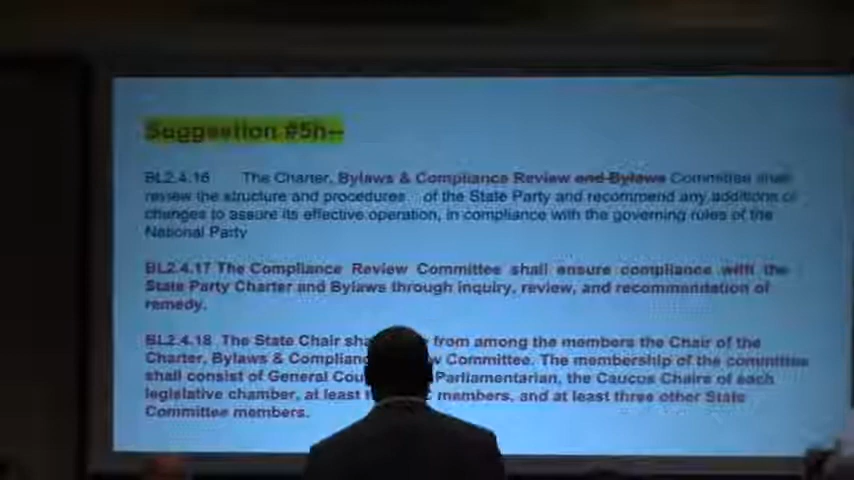 Suggestion #5h--
BL2.4.16 The Charter, Bylaws & Compliance Review and Bylaws Committee shall
review the structure and procedures of the State Party and recommend any additions or
changes to assure its effective operation, in compliance with the governing rules of the
National Party
BL2.4.17 The Compliance Review Committee shall ensure compliance with the
State Party Charter and Bylaws through inquiry, review, and recommendation of
remedy.
BL2.4.18 The State Chair from among the members the Chair of the
Charter, Bylaws & Committee. The membership of the committee
shall consist of General Parliamentarian, the Caucus Chairs of each
legislative chamber, at least members, and at least three other State
Committee members.